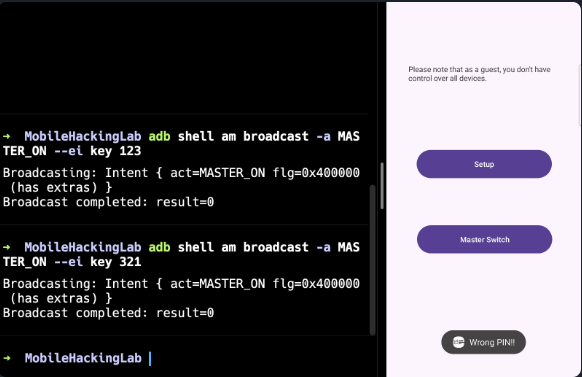 → MobileHackingLab adb shell am broadcast -a MAS
TER_ON --ei key 123
Broadcasting: Intent { act=MASTER_ON flg=0x400000
(has extras) }
Broadcast completed: result=0
→ MobileHackingLab adb shell am broadcast -a MAS
TER_ON --ei key 321
Broadcasting: Intent { act=MASTER_ON flg=0x400000
(has extras) }
Broadcast completed: result=0
→ MobileHackingLab
Please note that as a guest, you don't have
control over all devices.
Setup
Master Switch
Wrong PIN!!